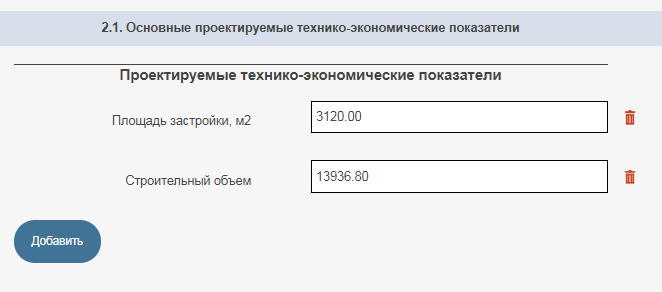 2.1. Основные проектируемые технико-экономические показатели
Проектируемые технико-экономические показатели
Площадь застройки, м2 3120.00
Строительный объем 13936.80
Добавить